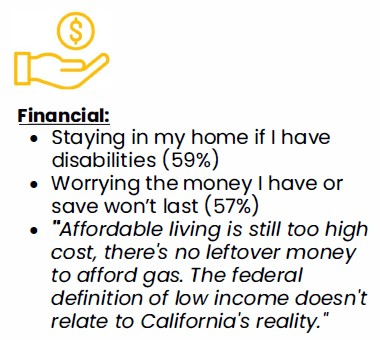 $
Financial:
• Staying in my home if I have
disabilities (59%)
• Worrying the money I have or
save won’t last (57%)
• "Affordable living is still too high
cost, there's no leftover money
to afford gas. The federal
definition of low income doesn't
relate to California's reality."